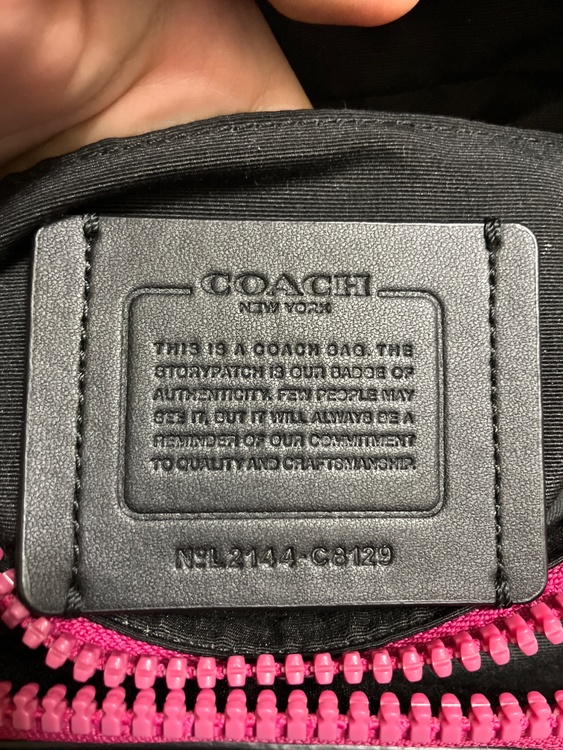 COACH
NEW YORK
THIS IS A COACH BAG. THE
STORYPATCH IS OUR BADGE OF
AUTHENTICITY. FEW PEOPLE MAY
SEE IT, BUT IT WILL ALWAYS BE A
REMINDER OF OUR COMMITMENT
TO QUALITY AND CRAFTSMANSHIP.
Nº L2144-C8129